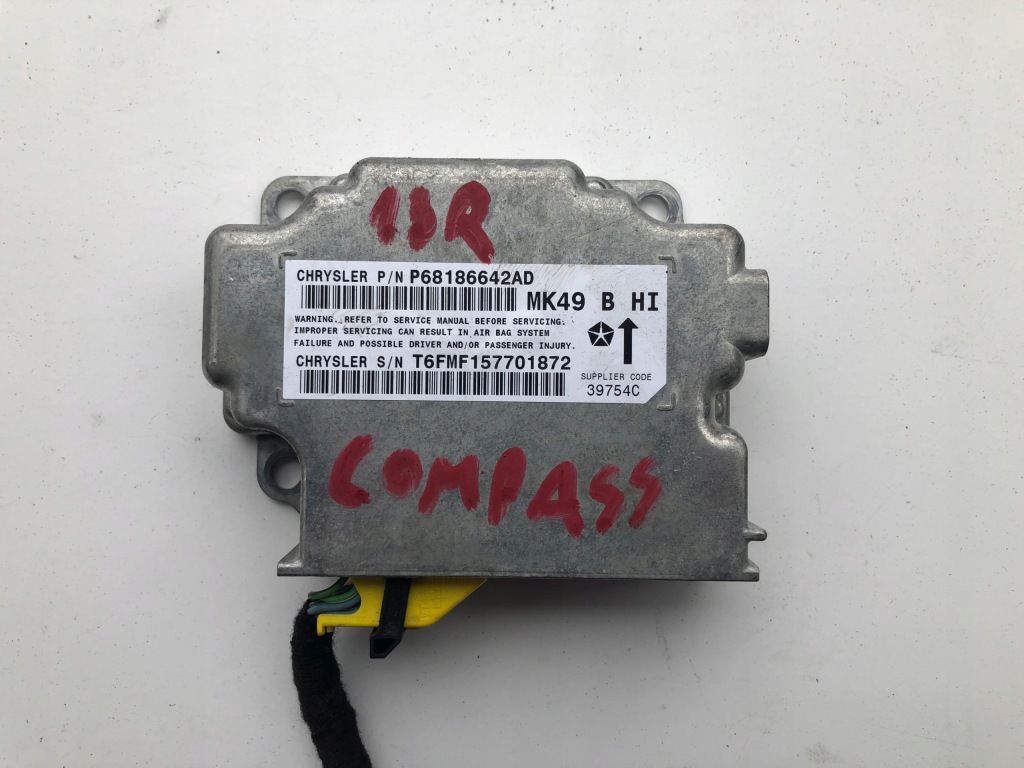 13R
CHRYSLER P/N P68186642AD
MK49 B HI
WARNING. REFER TO SERVICE MANUAL BEFORE SERVICING.
IMPROPER SERVICING CAN RESULT IN AIR BAG SYSTEM
FAILURE AND POSSIBLE DRIVER AND/OR PASSENGER INJURY.
CHRYSLER S/N T6FMF157701872
SUPPLIER CODE
39754C
COMPASS